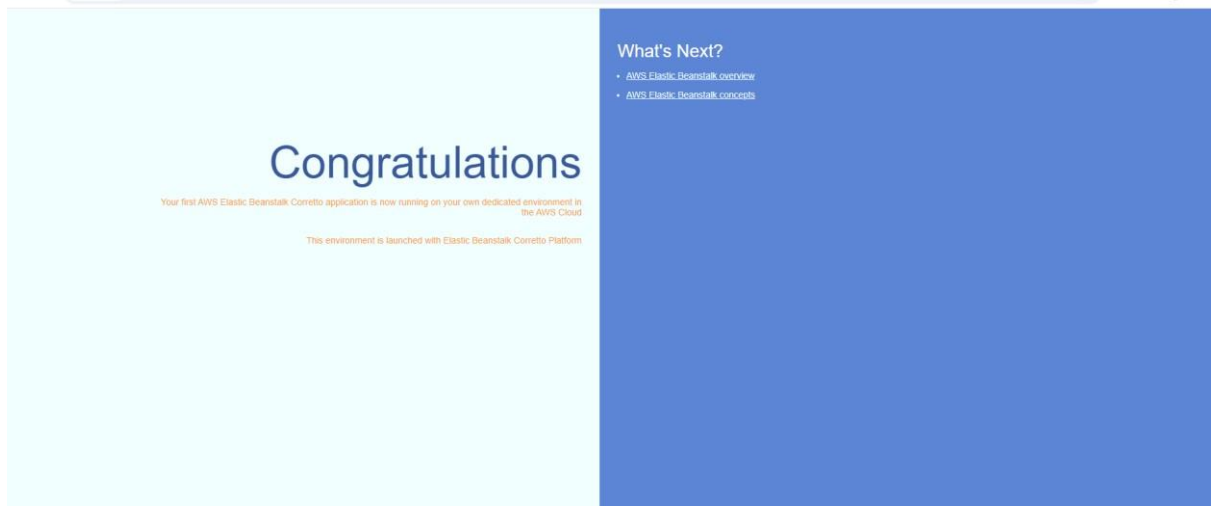 Congratulations
Your first AWS Elastic Beanstalk Corretto application is now running on your own dedicated environment in
the AWS Cloud
This environment is launched with Elastic Beanstalk Corretto Platform
What's Next?
• AWS Elastic Beanstalk overview
• AWS Elastic Beanstalk concepts